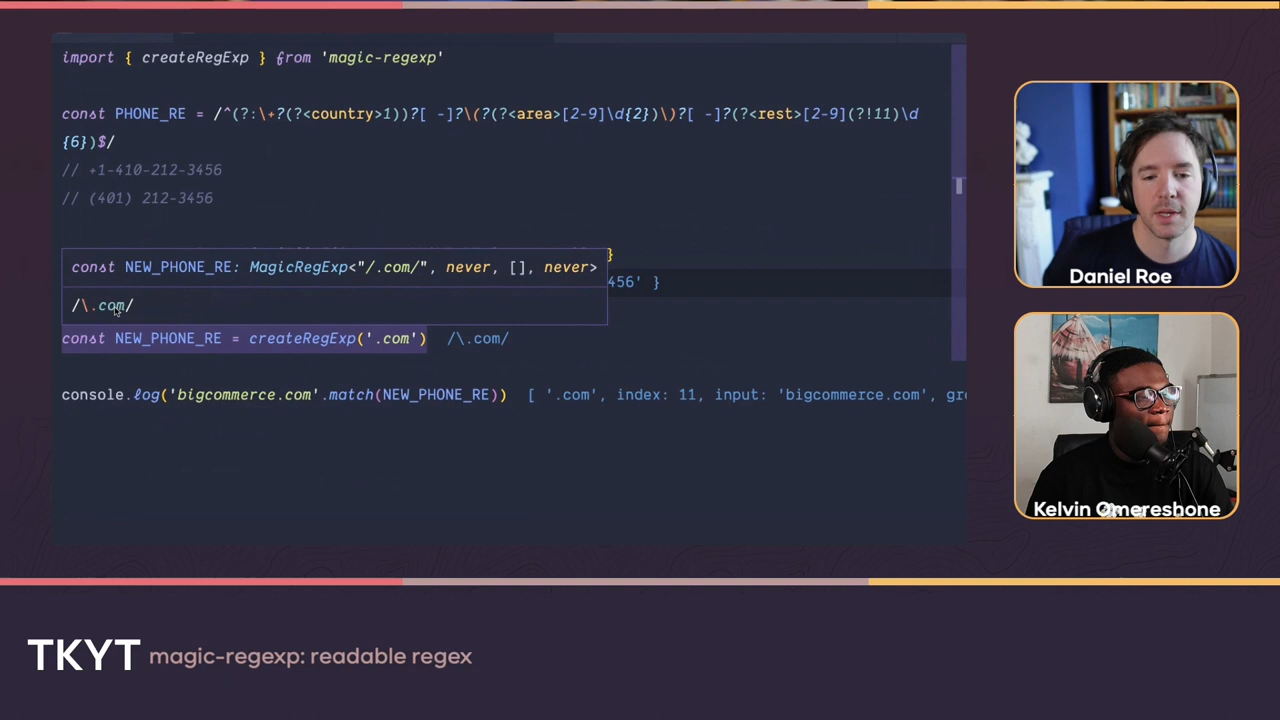 import { createRegExp } from 'magic-regexp'
const PHONE_RE = /^(?:\+?(?<country>1))?[ -]?\(?(?<area>[2-9]\d{2})\)?[ -]?(?<rest>[2-9](?!11)\d
{6})$/
// +1-410-212-3456
// (401) 212-3456
}
const NEW_PHONE_RE: MagicRegExp<"/.com/", never, [], never>
456' }
/\.com/
const NEW_PHONE_RE = createRegExp('.com') /\.com/
console.log('bigcommerce.com'.match(NEW_PHONE_RE)) [ '.com', index: 11, input: 'bigcommerce.com', gr
Daniel Roe
Kelvin Omereshone
TKYT magic-regexp: readable regex